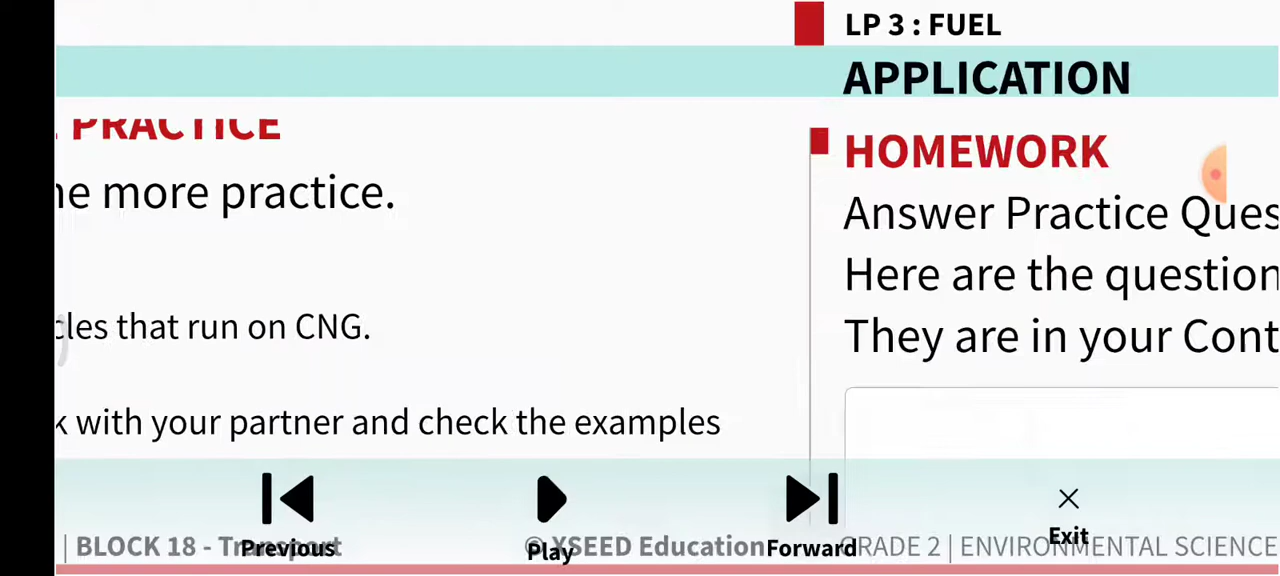 LP 3 : FUEL
APPLICATION
PRACTICE
ne more practice.
cles that run on CNG.
k with your partner and check the examples
HOMEWORK
Answer Practice Ques
Here are the question
They are in your Cont
Previous
Play
Forward
Exit
| BLOCK 18 - Transport
© XSEED Education
GRADE 2 | ENVIRONMENTAL SCIENCE